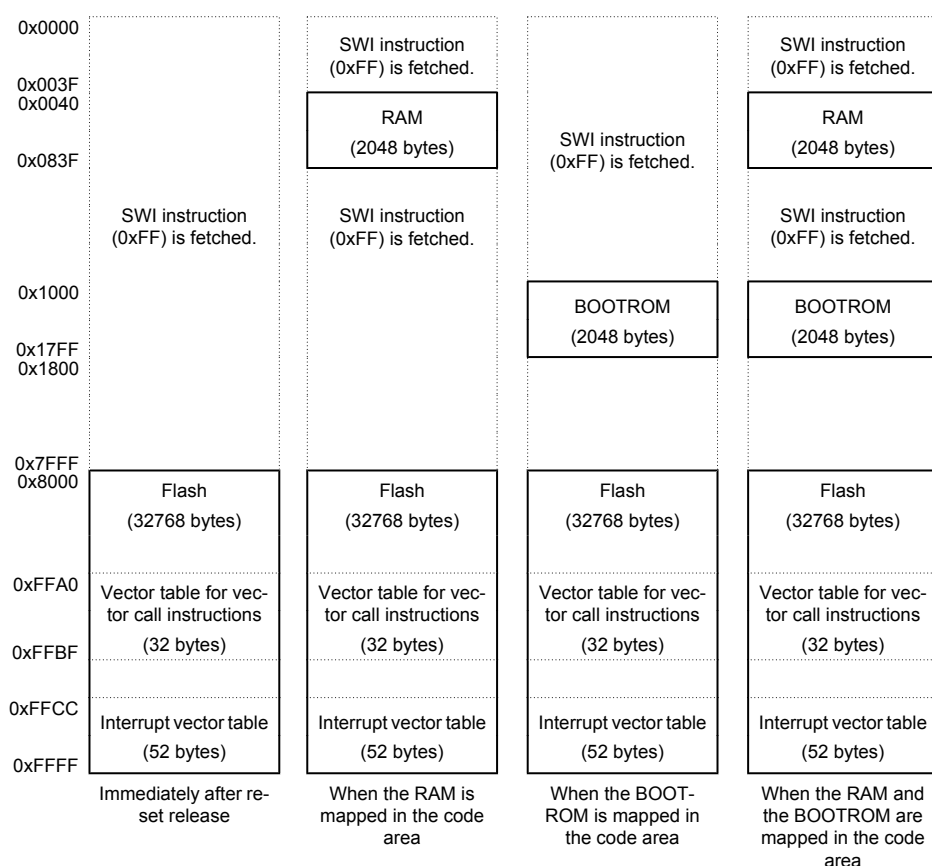 0x0000
0x003F
0x0040
0x083F
0x1000
0x17FF
0x1800
0x7FFF
0x8000
0xFFA0
0xFFBF
0xFFCC
0xFFFF
SWI instruction
(0xFF) is fetched.
Flash
(32768 bytes)
Vector table for vec-
tor call instructions
(32 bytes)
Interrupt vector table
(52 bytes)
Immediately after re-
set release
SWI instruction
(0xFF) is fetched.
RAM
(2048 bytes)
SWI instruction
(0xFF) is fetched.
Flash
(32768 bytes)
Vector table for vec-
tor call instructions
(32 bytes)
Interrupt vector table
(52 bytes)
When the RAM is
mapped in the code
area
SWI instruction
(0xFF) is fetched.
BOOTROM
(2048 bytes)
Flash
(32768 bytes)
Vector table for vec-
tor call instructions
(32 bytes)
Interrupt vector table
(52 bytes)
When the BOOT-
ROM is mapped in
the code area
SWI instruction
(0xFF) is fetched.
RAM
(2048 bytes)
SWI instruction
(0xFF) is fetched.
BOOTROM
(2048 bytes)
Flash
(32768 bytes)
Vector table for vec-
tor call instructions
(32 bytes)
Interrupt vector table
(52 bytes)
When the RAM and
the BOOTROM are
mapped in the code
area